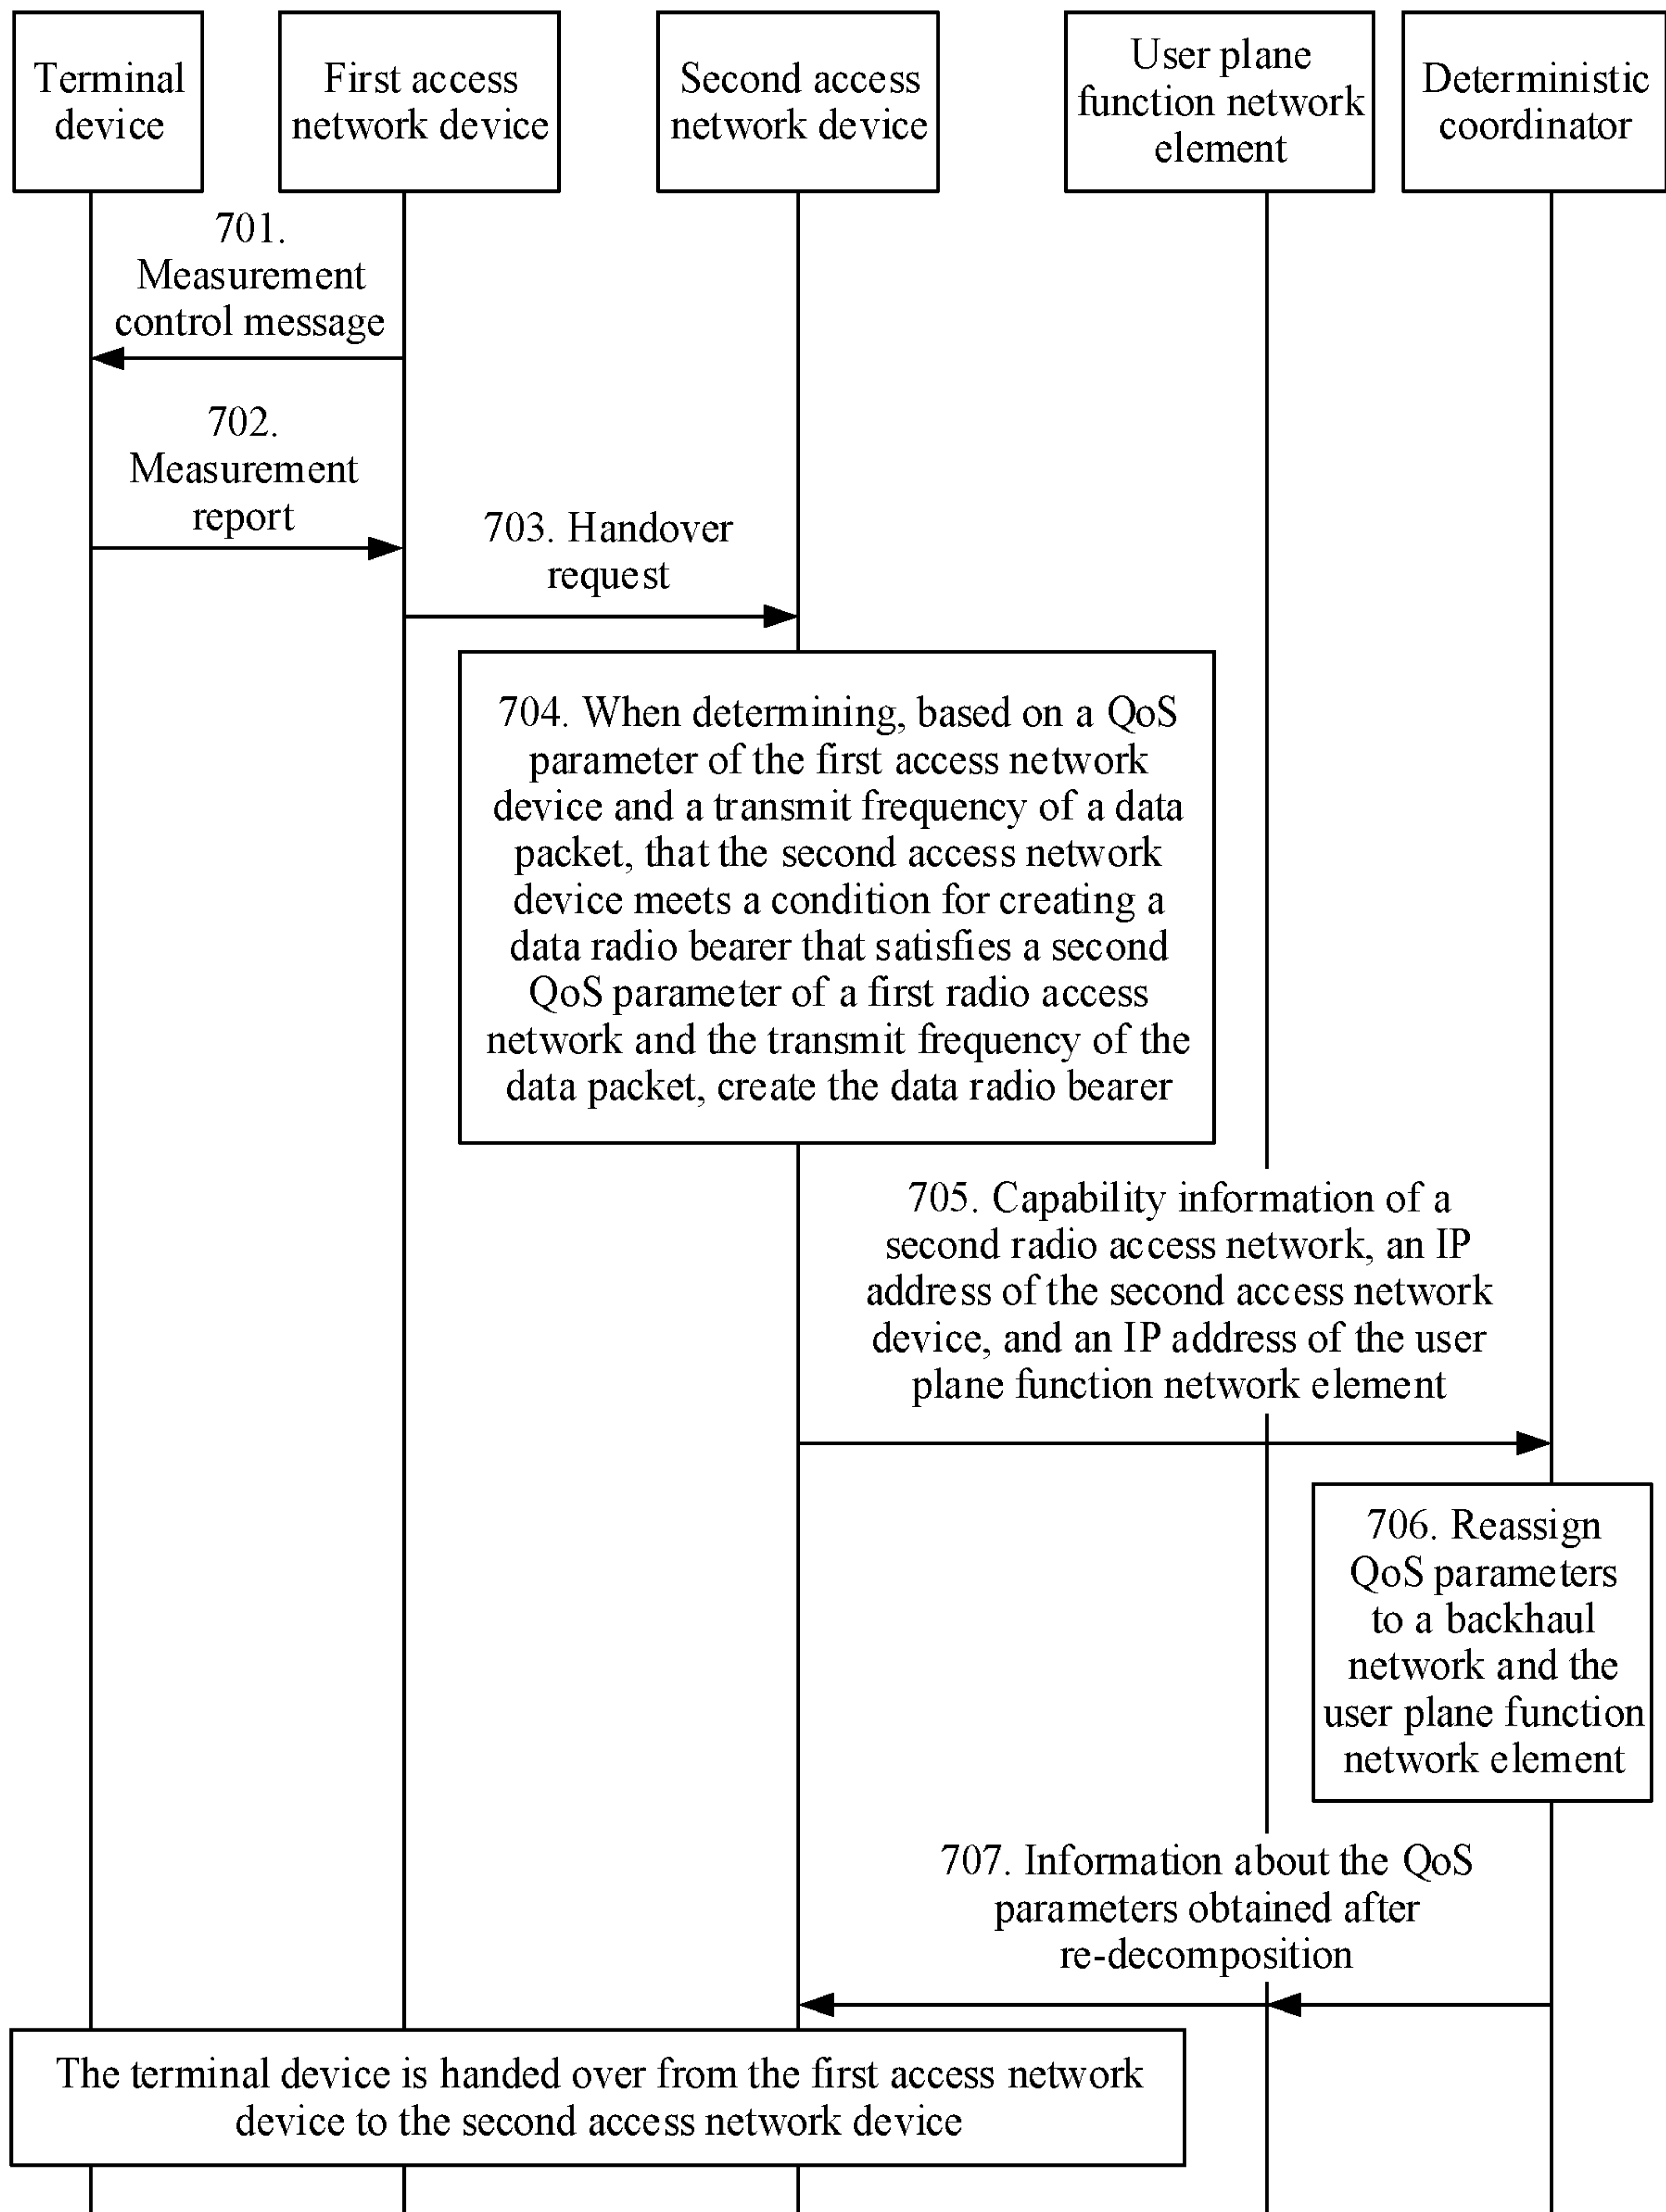 Terminal
device
First access
network device
Second access
network device
User plane
function network
element
Deterministic
coordinator
701.
Measurement
control message
702.
Measurement
report
703. Handover
request
704. When determining, based on a QoS
parameter of the first access network
device and a transmit frequency of a data
packet, that the second access network
device meets a condition for creating a
data radio bearer that satisfies a second
QoS parameter of a first radio access
network and the transmit frequency of the
data packet, create the data radio bearer
705. Capability information of a
second radio access network, an IP
address of the second access network
device, and an IP address of the user
plane function network element
706. Reassign
QoS parameters
to a backhaul
network and the
user plane function
network element
707. Information about the QoS
parameters obtained after
re-decomposition
The terminal device is handed over from the first access network
device to the second access network device